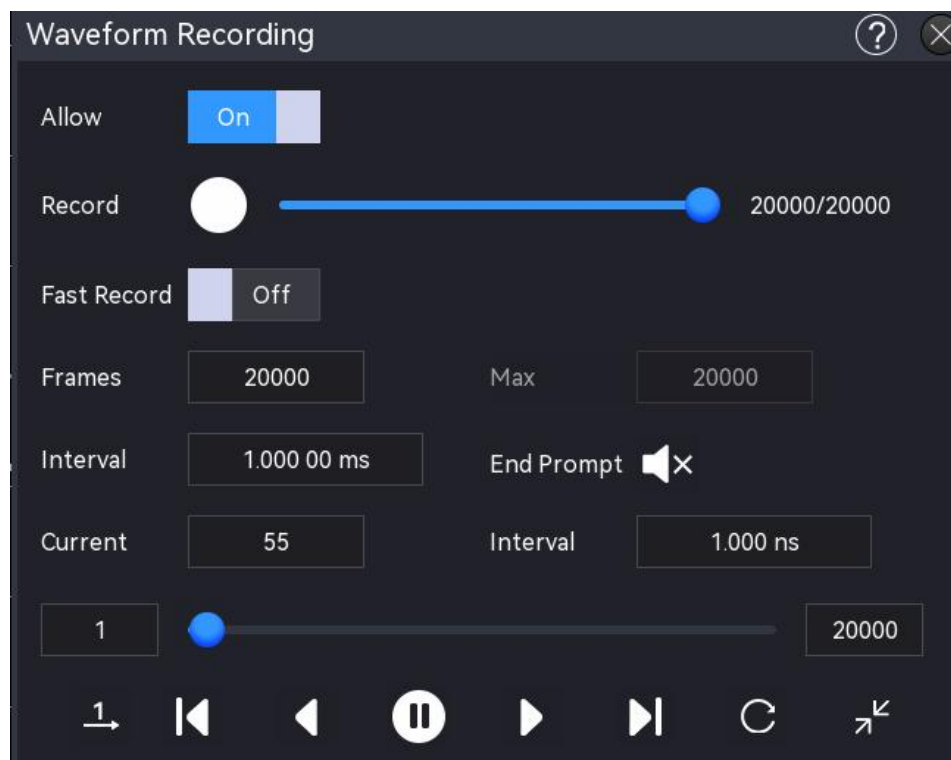 Waveform Recording ?
Allow On
Record 20000/20000
Fast Record Off
Frames 20000 Max 20000
Interval 1.000 00 ms End Prompt
Current 55 Interval 1.000 ns
1 20000
1